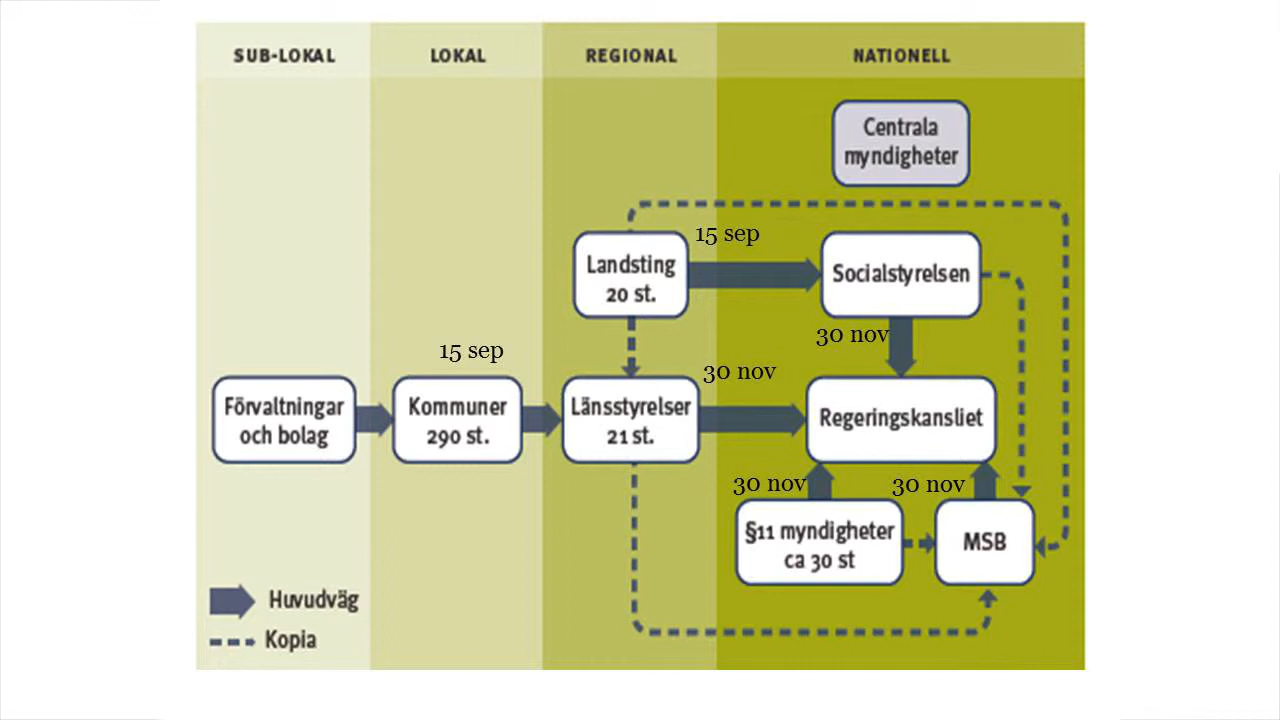 SUB-LOKAL
LOKAL
REGIONAL
NATIONELL
Centrala
myndigheter
15 sep
Landsting
20 st.
Socialstyrelsen
30 nov
15 sep
30 nov
Förvaltningar
och bolag
Kommuner
290 st.
Länsstyrelser
21 st.
Regeringskansliet
30 nov
30 nov
§11 myndigheter
ca 30 st
MSB
Huvudväg
Kopia